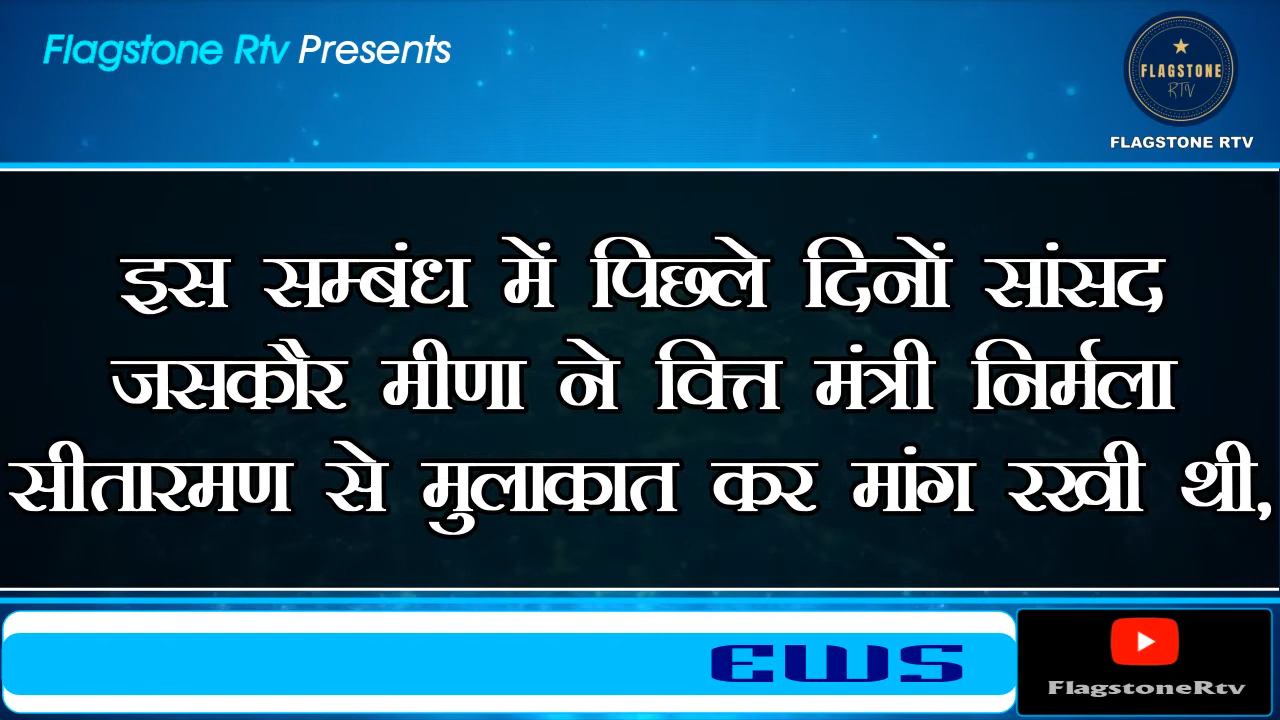 Flagstone Rtv Presents
FLAGSTONE
RTV
FLAGSTONE RTV
इस सम्बंध में पिछले दिनों सांसद
जसकौर मीणा ने वित्त मंत्री निर्मला
सीतारमण से मुलाकात कर मांग रखी थी,
EWS
FlagstoneRtv